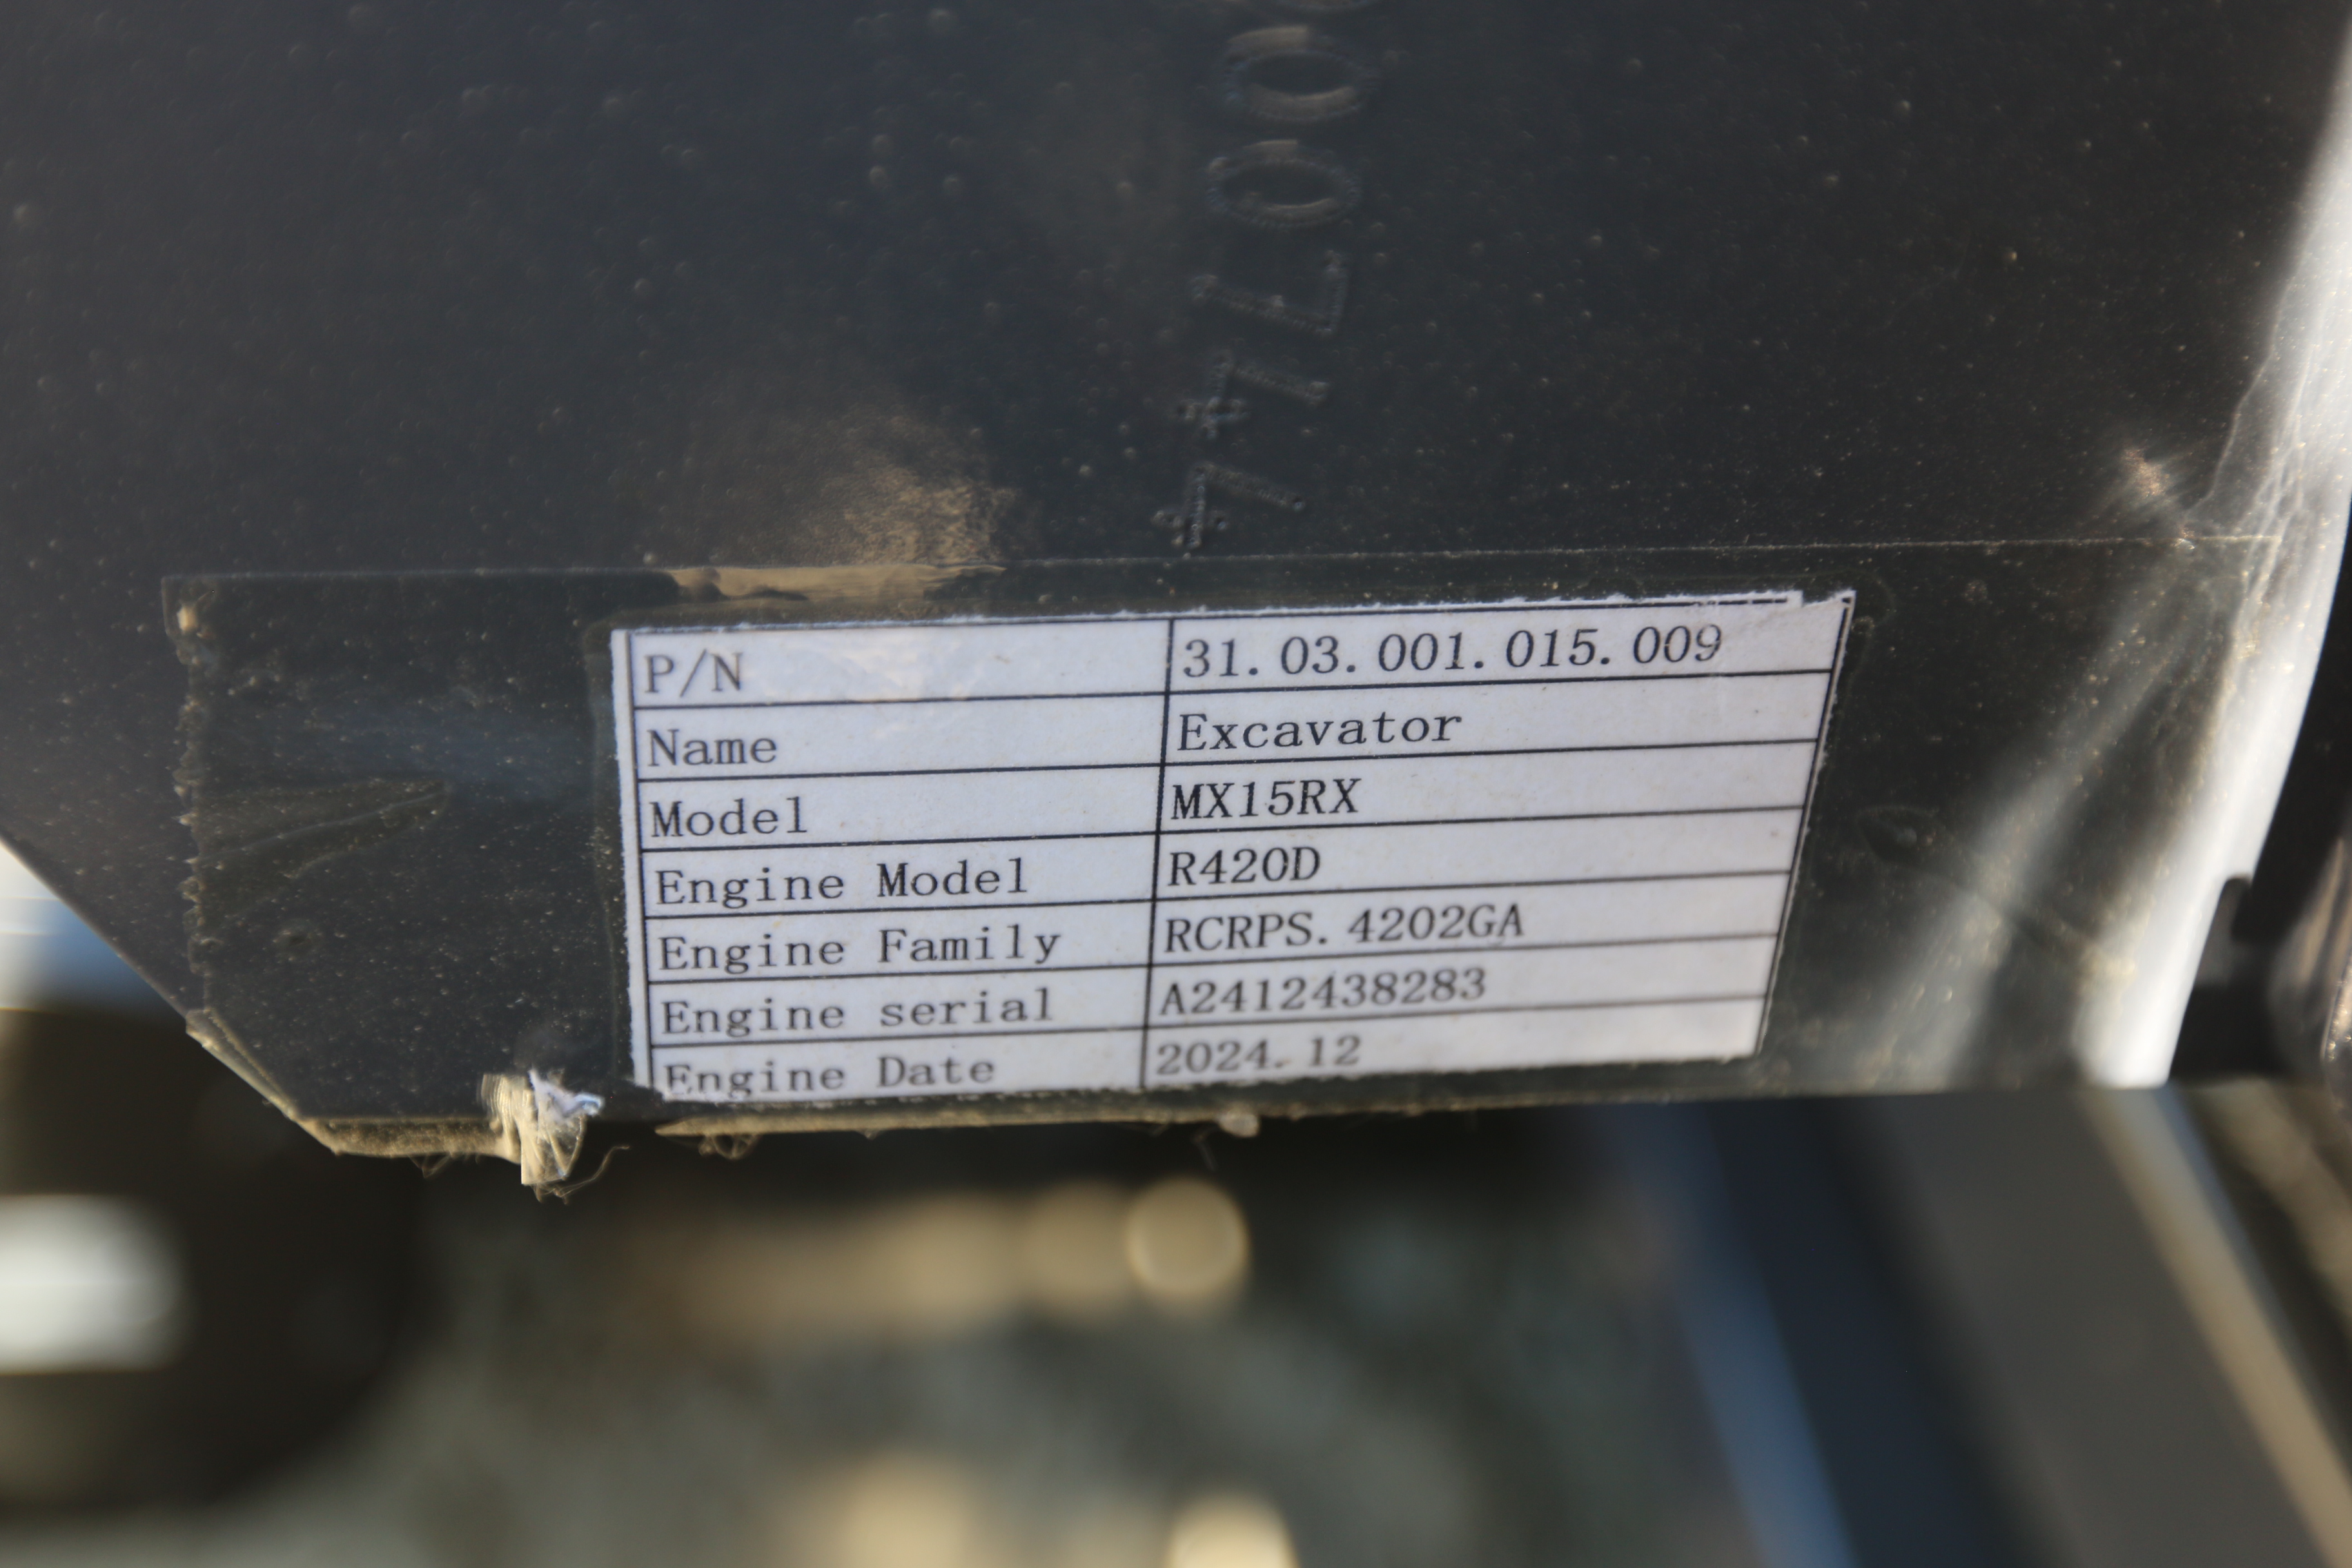 00744
P/N 31.03.001.015.009
Name Excavator
Model MX15RX
Engine Model R420D
Engine Family RCRPS.4202GA
Engine serial A2412438283
Engine Date 2024.12